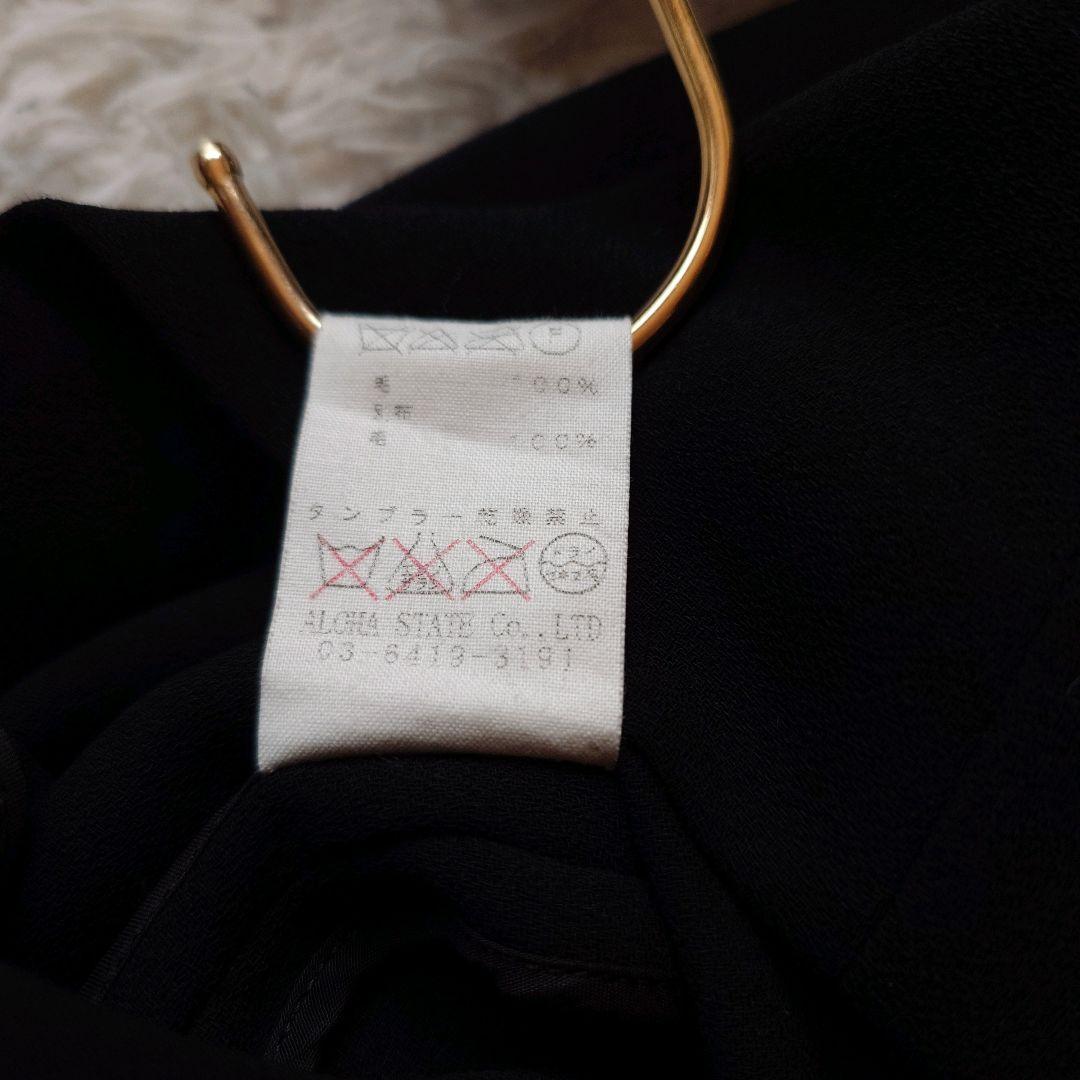 毛 100%
毛 100%
タンブラー乾燥禁止
ALOHA STATE Co.,LTD
03-6419-3191